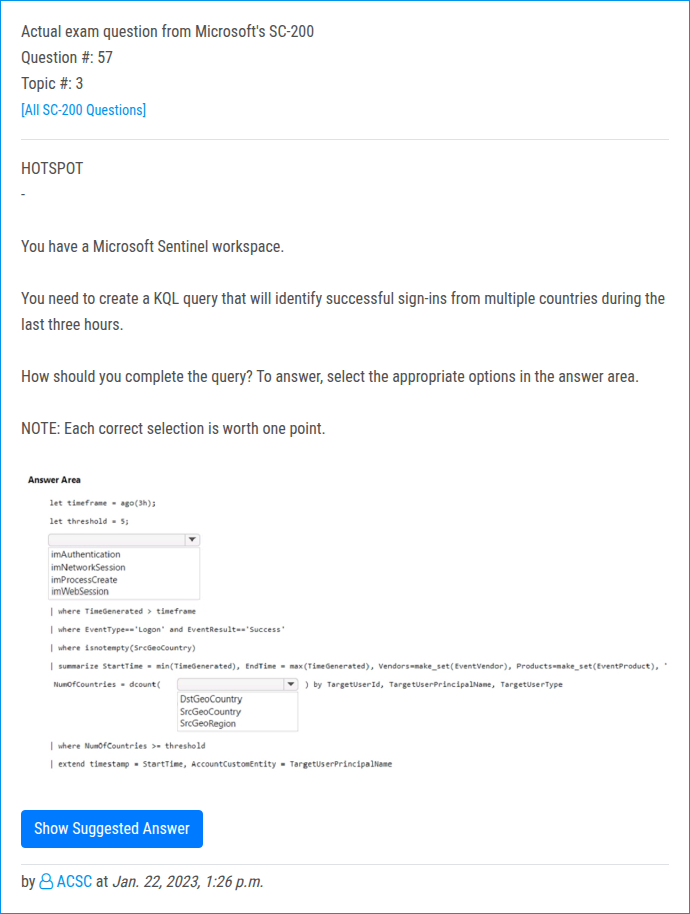 Actual exam question from Microsoft's SC-200
Question #: 57
Topic #: 3
[All SC-200 Questions]
HOTSPOT
-
You have a Microsoft Sentinel workspace.
You need to create a KQL query that will identify successful sign-ins from multiple countries during the
last three hours.
How should you complete the query? To answer, select the appropriate options in the answer area.
NOTE: Each correct selection is worth one point.
Answer Area
let timeframe = ago(3h);
let threshold = 5;
imAuthentication
imNetworkSession
imProcessCreate
imWebSession
| where TimeGenerated > timeframe
| where EventType=='Logon' and EventResult=='Success'
| where isnotempty(SrcGeoCountry)
| summarize StartTime = min(TimeGenerated), EndTime = max(TimeGenerated), Vendors=make_set(EventVendor), Products=make_set(EventProduct), '
NumOfCountries = dcount( ) by TargetUserId, TargetUserPrincipalName, TargetUserType
DstGeoCountry
SrcGeoCountry
SrcGeoRegion
| where NumOfCountries >= threshold
| extend timestamp = StartTime, AccountCustomEntity = TargetUserPrincipalName
Show Suggested Answer
by ACSC at Jan. 22, 2023, 1:26 p.m.